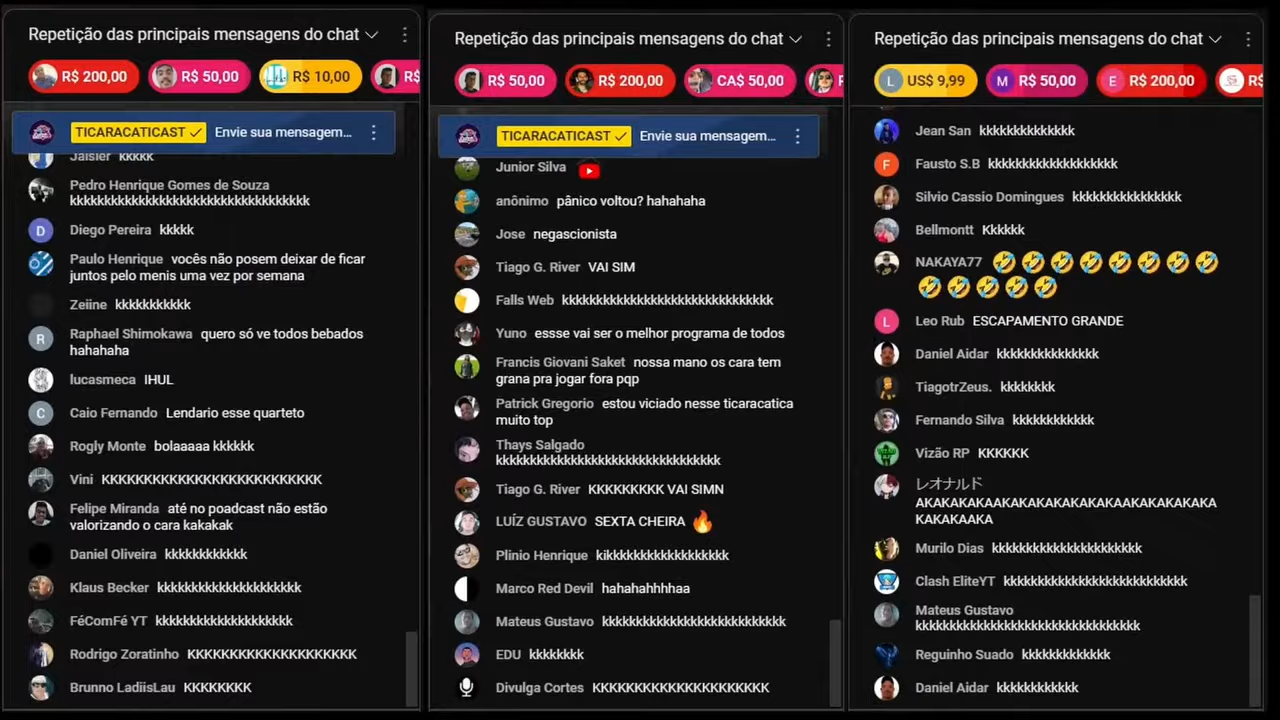 Repetição das principais mensagens do chat
R$ 200,00 R$ 50,00 R$ 10,00 R$
TICARACATICAST Envie sua mensagem...
Jaisler kkkkk
Pedro Henrique Gomes de Souza
kkkkkkkkkkkkkkkkkkkkkkkkkkkkkkkkkkk
Diego Pereira kkkkk
Paulo Henrique vocês não posem deixar de ficar
juntos pelo menis uma vez por semana
Zeiine kkkkkkkkkkk
R Raphael Shimokawa quero só ve todos bebados
hahahaha
lucasmeca IHUL
C Caio Fernando Lendario esse quarteto
Rogly Monte bolaaaaa kkkkkk
Vini KKKKKKKKKKKKKKKKKKKKKKKKKK
Felipe Miranda até no poadcast não estão
valorizando o cara kakakak
Daniel Oliveira kkkkkkkkkkkk
Klaus Becker kkkkkkkkkkkkkkkkkkkkk
FéComFé YT kkkkkkkkkkkkkkkkkkkk
Rodrigo Zoratinho KKKKKKKKKKKKKKKKKKKK
Brunno LadiisLau KKKKKKKK
Repetição das principais mensagens do chat
R$ 50,00 R$ 200,00 CA$ 50,00
TICARACATICAST Envie sua mensagem...
Junior Silva
anônimo pânico voltou? hahahaha
Jose negascionista
Tiago G. River VAI SIM
Falls Web kkkkkkkkkkkkkkkkkkkkkkkkkkkkkkk
Yuno essse vai ser o melhor programa de todos
Francis Giovani Saket nossa mano os cara tem
grana pra jogar fora pqp
Patrick Gregorio estou viciado nesse ticaracatica
muito top
Thays Salgado
kkkkkkkkkkkkkkkkkkkkkkkkkkkkkkkkk
Tiago G. River KKKKKKKKK VAI SIMN
LUÍZ GUSTAVO SEXTA CHEIRA 🔥
Plinio Henrique kikkkkkkkkkkkkkkkkkk
Marco Red Devil hahahahhhhaa
Mateus Gustavo kkkkkkkkkkkkkkkkkkkkkkkkkkk
EDU kkkkkkkk
Divulga Cortes KKKKKKKKKKKKKKKKKKKKK
Repetição das principais mensagens do chat
L US$ 9,99 M R$ 50,00 E R$ 200,00 R$
Jean San kkkkkkkkkkkkkk
F Fausto S.B kkkkkkkkkkkkkkkkkkk
Silvio Cassio Domingues kkkkkkkkkkkkkkkk
Bellmontt Kkkkkk
NAKAYA77 🤣🤣🤣🤣🤣🤣🤣🤣
🤣🤣🤣🤣🤣
L Leo Rub ESCAPAMENTO GRANDE
Daniel Aidar kkkkkkkkkkkkkkk
TiagotrZeus. kkkkkkkk
Fernando Silva kkkkkkkkkkkk
Vizão RP KKKKKK
レオナルド
AKAKAKAKAAKAKAKAKAKAKAAKAKAKAKA
KAKAKAAKA
Murilo Dias kkkkkkkkkkkkkkkkkkkkkk
Clash EliteYT kkkkkkkkkkkkkkkkkkkkkkkkkkk
Mateus Gustavo
kkkkkkkkkkkkkkkkkkkkkkkkkkkkkkkkk
Reguinho Suado kkkkkkkkkkkkk
Daniel Aidar kkkkkkkkkkkk